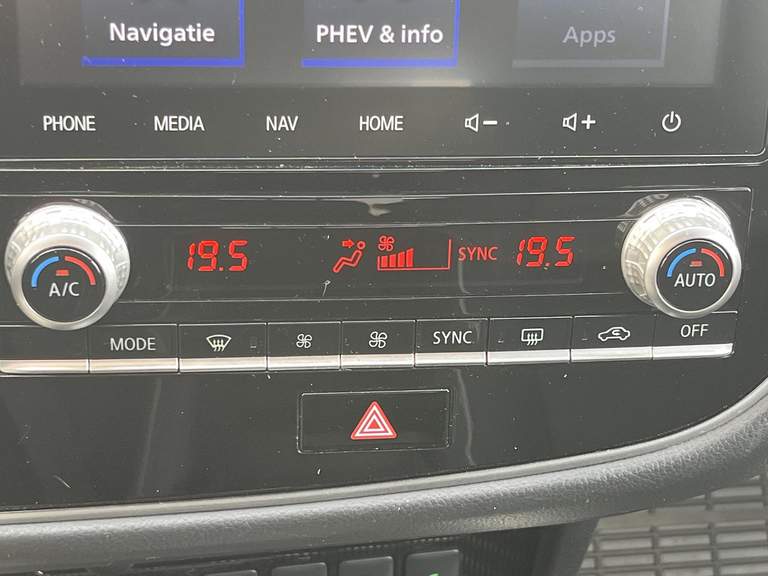 Navigatie PHEV & info Apps
PHONE MEDIA NAV HOME
19.5 SYNC 19.5
A/C AUTO
MODE SYNC OFF